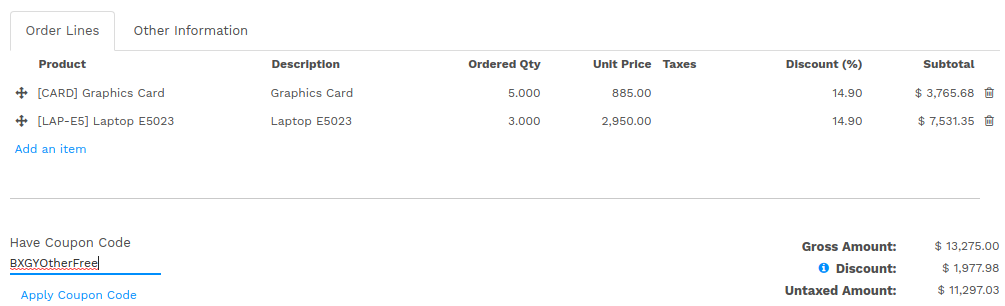 Order Lines Other Information
Product Description Ordered Qty Unit Price Taxes Discount (%) Subtotal
[CARD] Graphics Card Graphics Card 5.000 885.00 14.90 $ 3,765.68
[LAP-E5] Laptop E5023 Laptop E5023 3.000 2,950.00 14.90 $ 7,531.35
Add an item
Have Coupon Code
BXGYOtherFree
Apply Coupon Code
Gross Amount: $ 13,275.00
Discount: $ 1,977.98
Untaxed Amount: $ 11,297.03